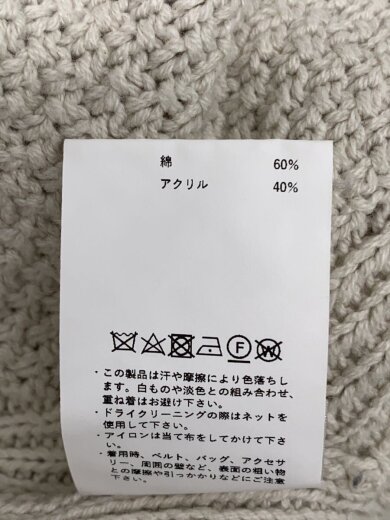 綿 60%
アクリル 40%
・この製品は汗や摩擦により色落ちし
ます。白ものや淡色との組み合わせ、
重ね着はお避け下さい。
・ドライクリーニングの際はネットを
使用して下さい。
・アイロンは当て布をしてかけて下さ
い。
・着用時、ベルト、バッグ、アクセサ
リー、周囲の壁など、表面の粗い物
との摩擦や引っかかりなどにご注意
下さい。